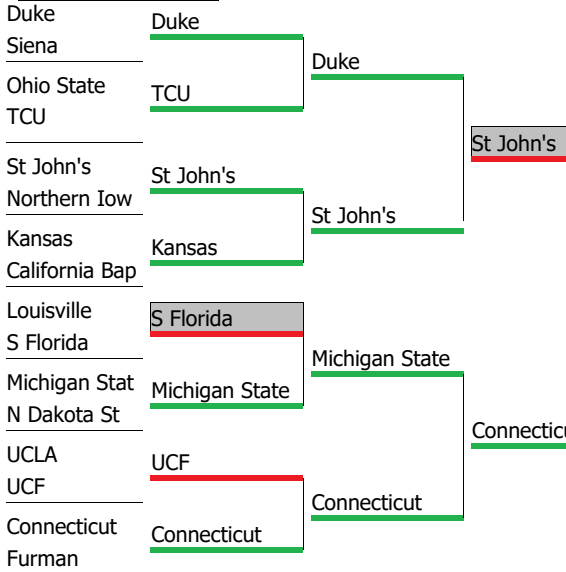 Duke
Siena
Ohio State
TCU
St John's
Northern Iow
Kansas
California Bap
Louisville
S Florida
Michigan Stat
N Dakota St
UCLA
UCF
Connecticut
Furman
Duke
TCU
St John's
Kansas
S Florida
Michigan State
UCF
Connecticut
Duke
St John's
Michigan State
Connecticut
St John's
Connecticu